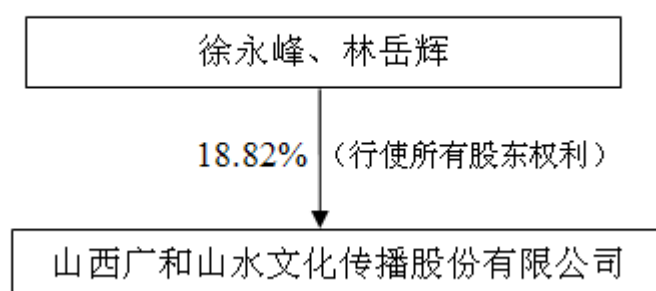 徐永峰、林岳辉
18.82%（行使所有股东权利）
山西广和山水文化传播股份有限公司